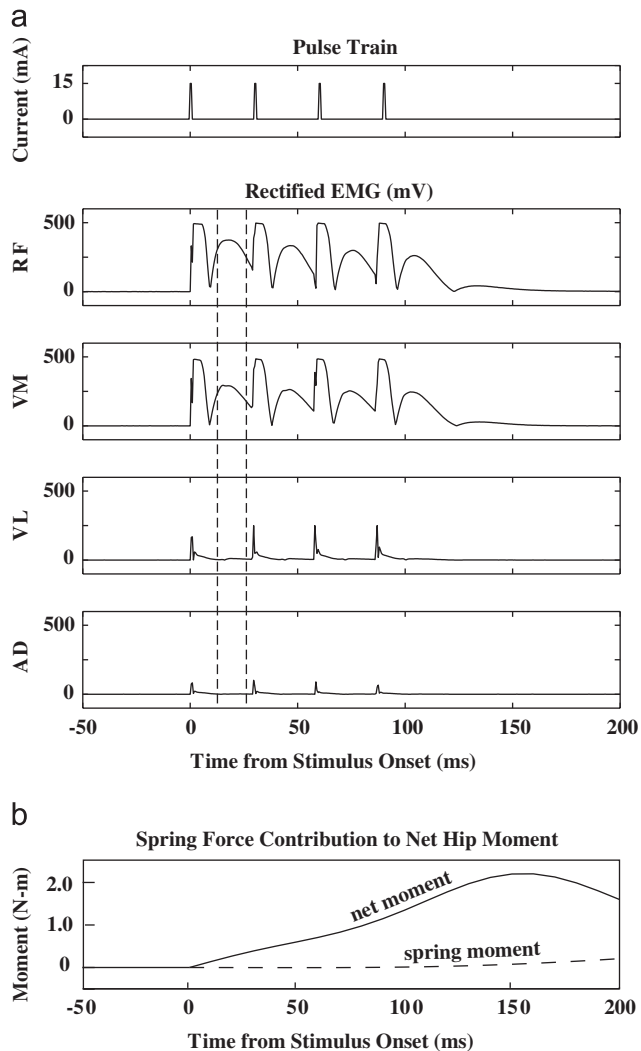 a
Pulse Train
Current (mA)
15
0
Rectified EMG (mV)
RF
500
0
VM
500
0
VL
500
0
AD
500
0
-50 0 50 100 150 200
Time from Stimulus Onset (ms)
b
Spring Force Contribution to Net Hip Moment
Moment (N-m)
2.0
1.0
0
net moment
spring moment
-50 0 50 100 150 200
Time from Stimulus Onset (ms)